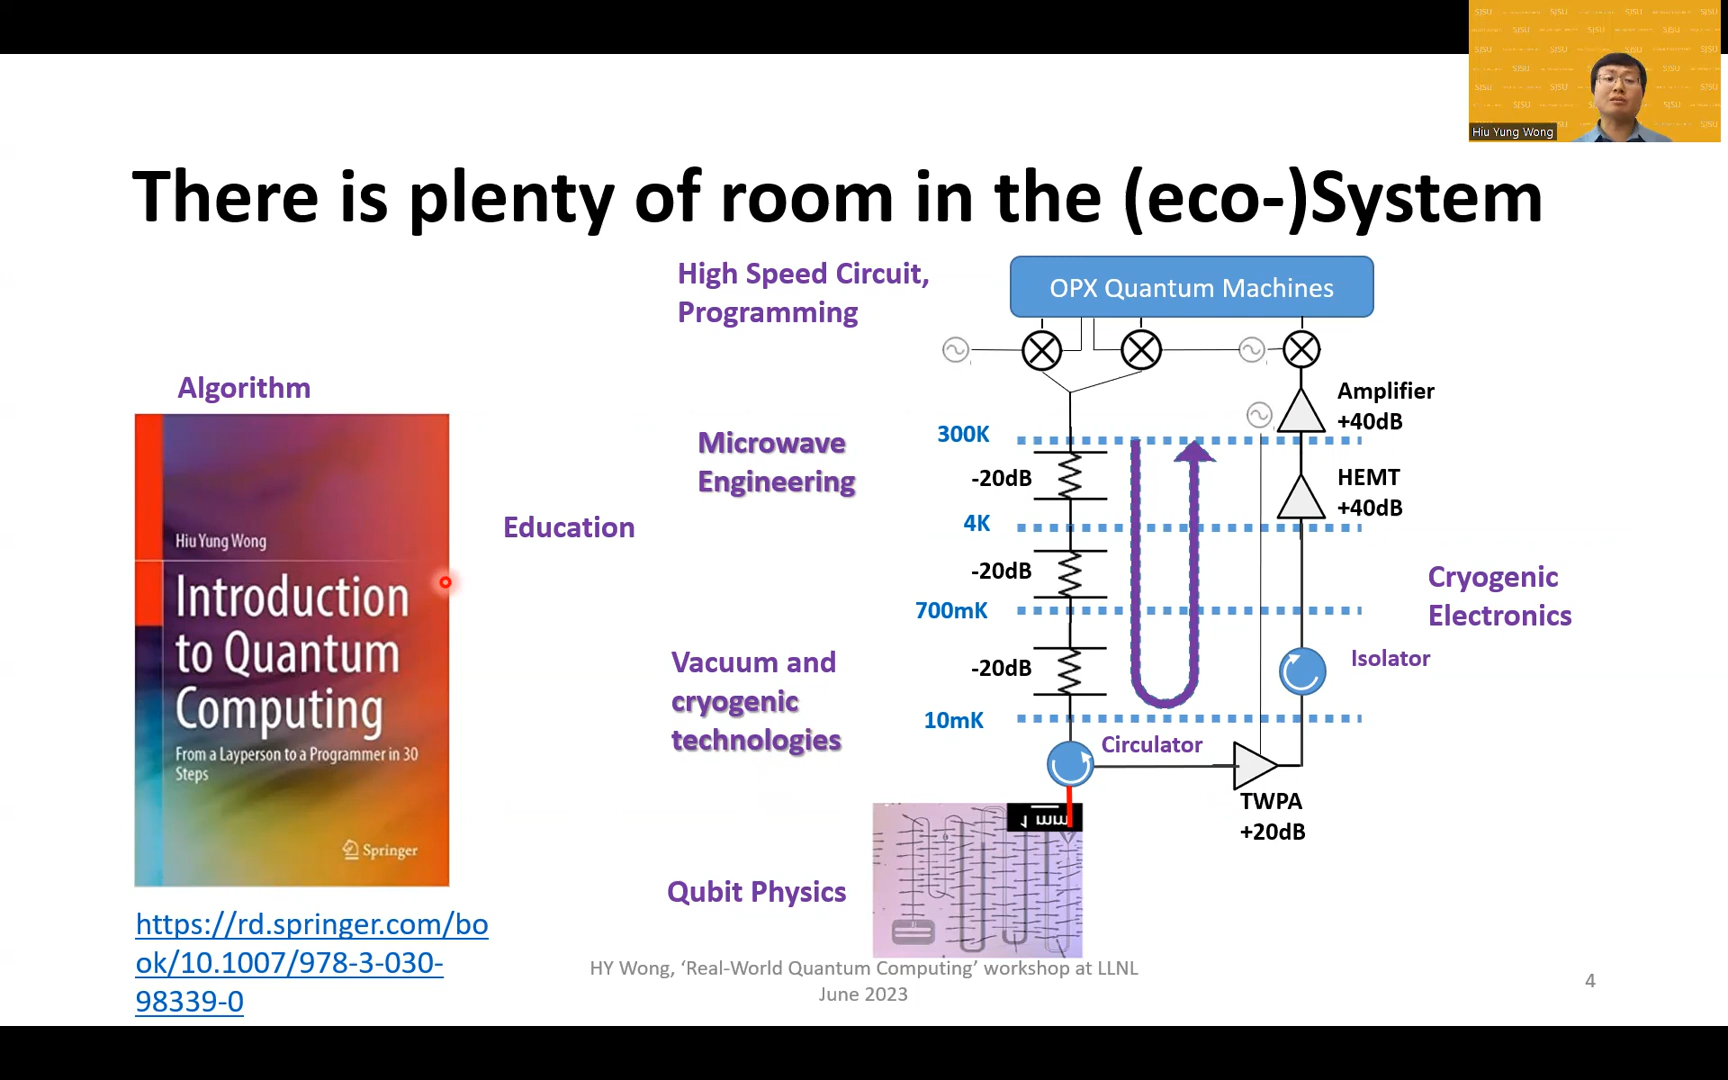 Hiu Yung Wong
There is plenty of room in the (eco-)System
High Speed Circuit,
Programming
OPX Quantum Machines
Algorithm
Hiu Yung Wong
Introduction
to Quantum
Computing
From a Layperson to a Programmer in 30
Steps
Springer
https://rd.springer.com/bo
ok/10.1007/978-3-030-
98339-0
Education
Microwave
Engineering
Vacuum and
cryogenic
technologies
Qubit Physics
300K
-20dB
4K
-20dB
700mK
-20dB
10mK
Circulator
1 mm
Amplifier
+40dB
HEMT
+40dB
Cryogenic
Electronics
Isolator
TWPA
+20dB
HY Wong, ‘Real-World Quantum Computing’ workshop at LLNL
June 2023
4